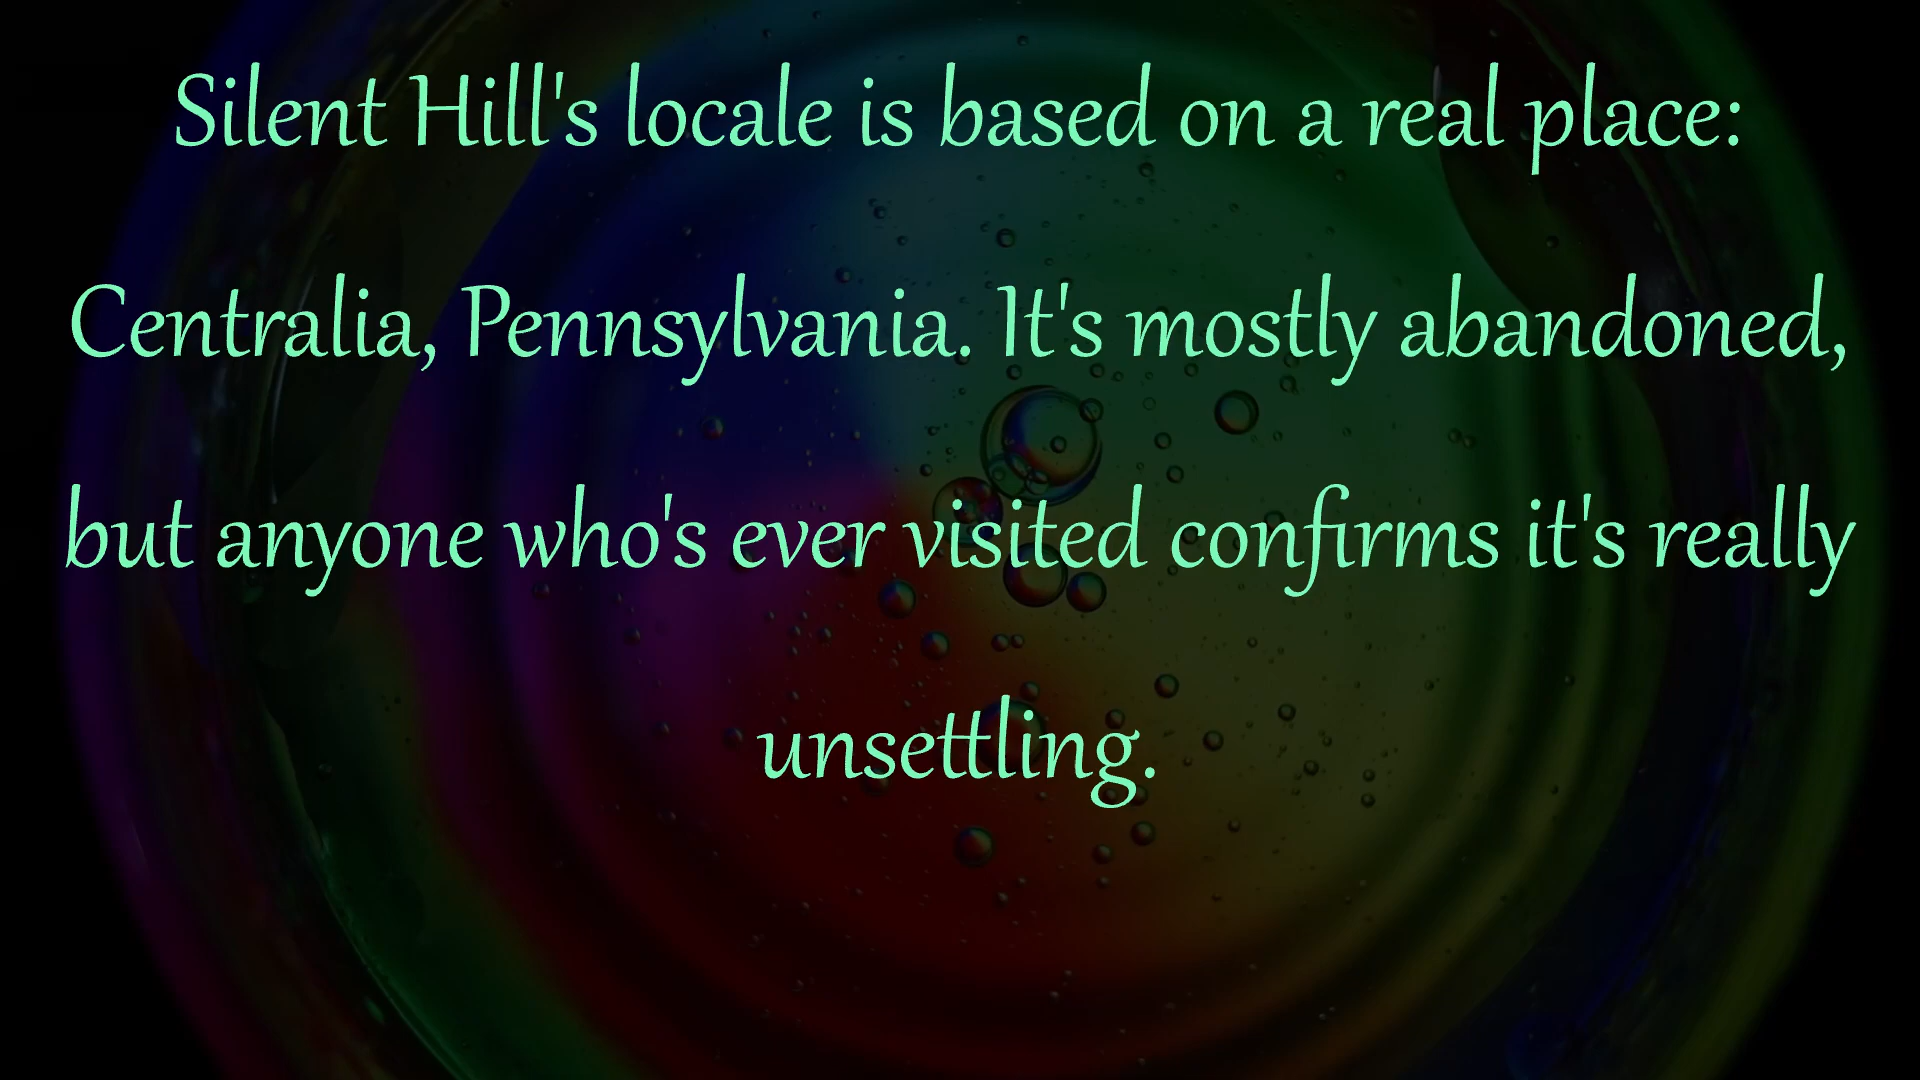 Silent Hill's locale is based on a real place:
Centralia, Pennsylvania. It's mostly abandoned,
but anyone who's ever visited confirms it's really
unsettling.